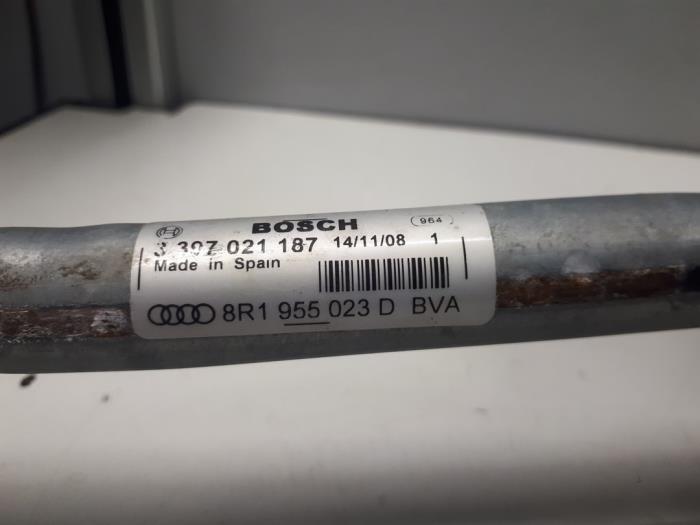 BOSCH 964
3 397 021 187 14/11/08 1
Made in Spain
8R1 955 023 D BVA